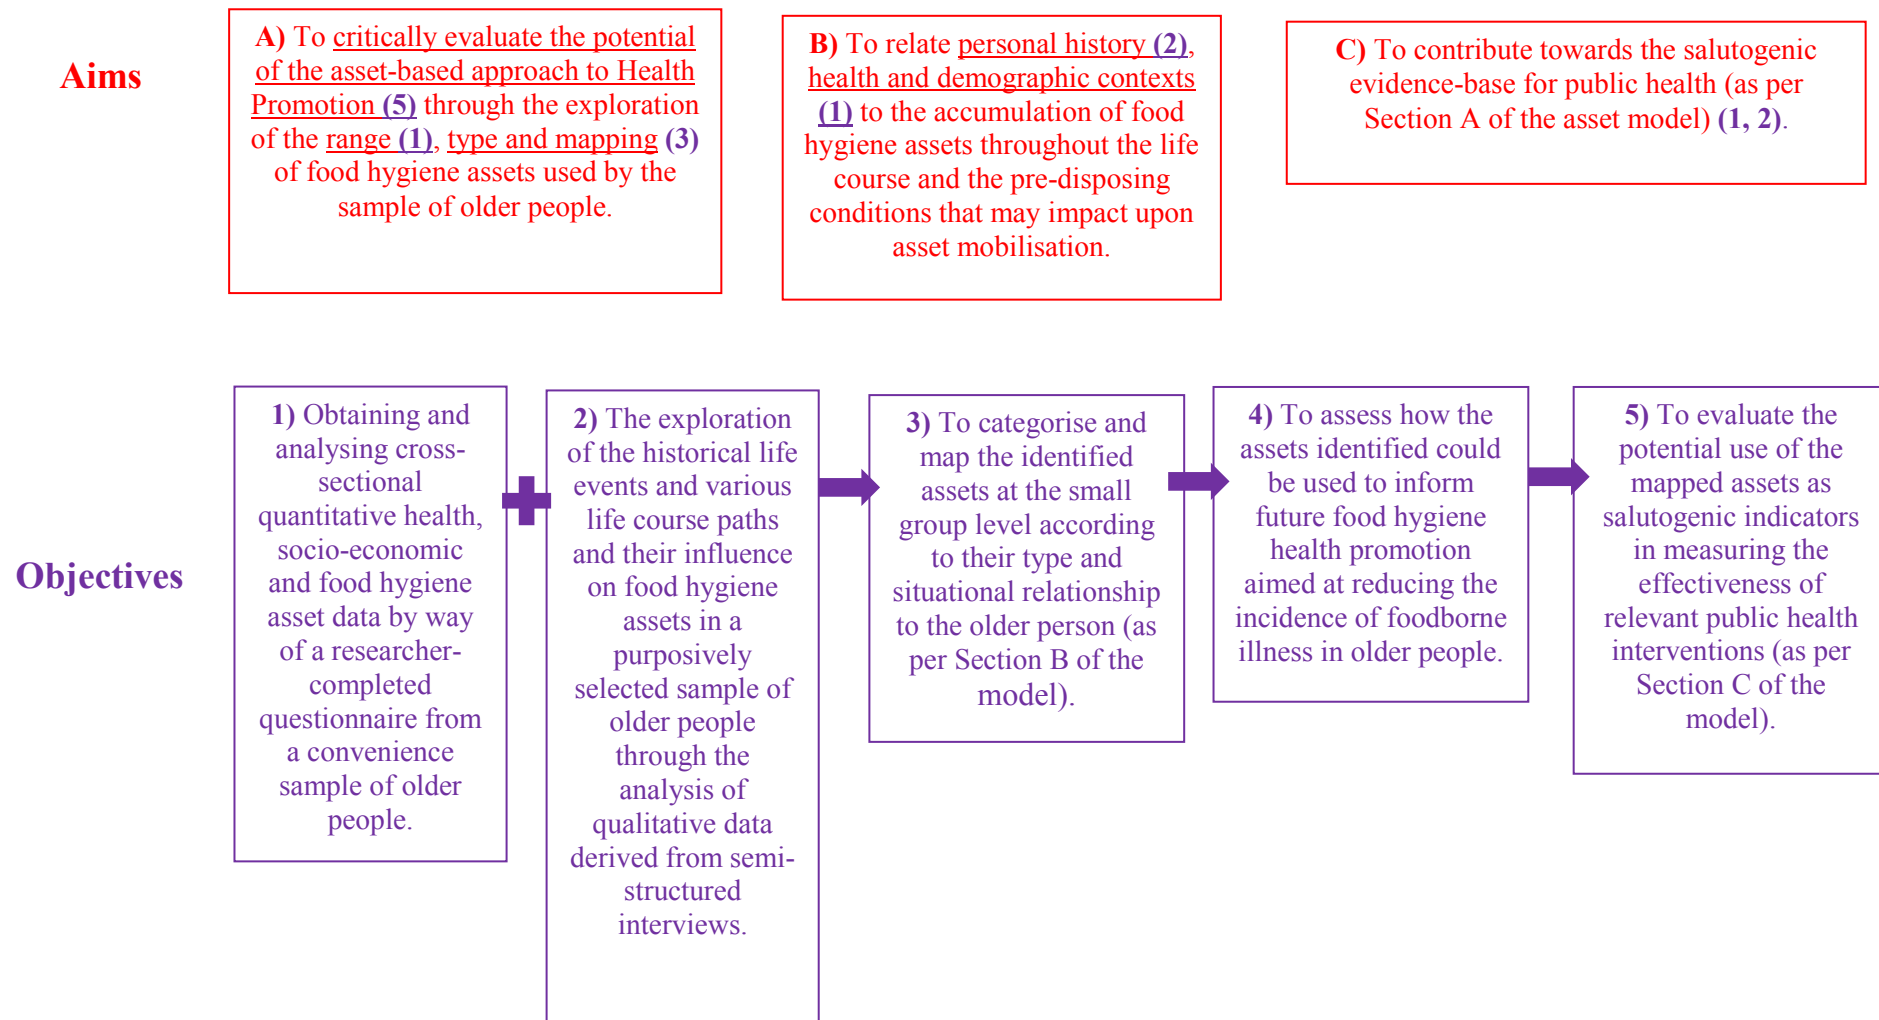 Aims
A) To critically evaluate the potential
of the asset-based approach to Health
Promotion (5) through the exploration
of the range (1), type and mapping (3)
of food hygiene assets used by the
sample of older people.
B) To relate personal history (2),
health and demographic contexts
(1) to the accumulation of food
hygiene assets throughout the life
course and the pre-disposing
conditions that may impact upon
asset mobilisation.
C) To contribute towards the salutogenic
evidence-base for public health (as per
Section A of the asset model) (1, 2).
Objectives
1) Obtaining and
analysing cross-
sectional
quantitative health,
socio-economic
and food hygiene
asset data by way
of a researcher-
completed
questionnaire from
a convenience
sample of older
people.
2) The exploration
of the historical life
events and various
life course paths
and their influence
on food hygiene
assets in a
purposively
selected sample of
older people
through the
analysis of
qualitative data
derived from semi-
structured
interviews.
3) To categorise and
map the identified
assets at the small
group level according
to their type and
situational relationship
to the older person (as
per Section B of the
model).
4) To assess how the
assets identified could
be used to inform
future food hygiene
health promotion
aimed at reducing the
incidence of foodborne
illness in older people.
5) To evaluate the
potential use of the
mapped assets as
salutogenic indicators
in measuring the
effectiveness of
relevant public health
interventions (as per
Section C of the
model).